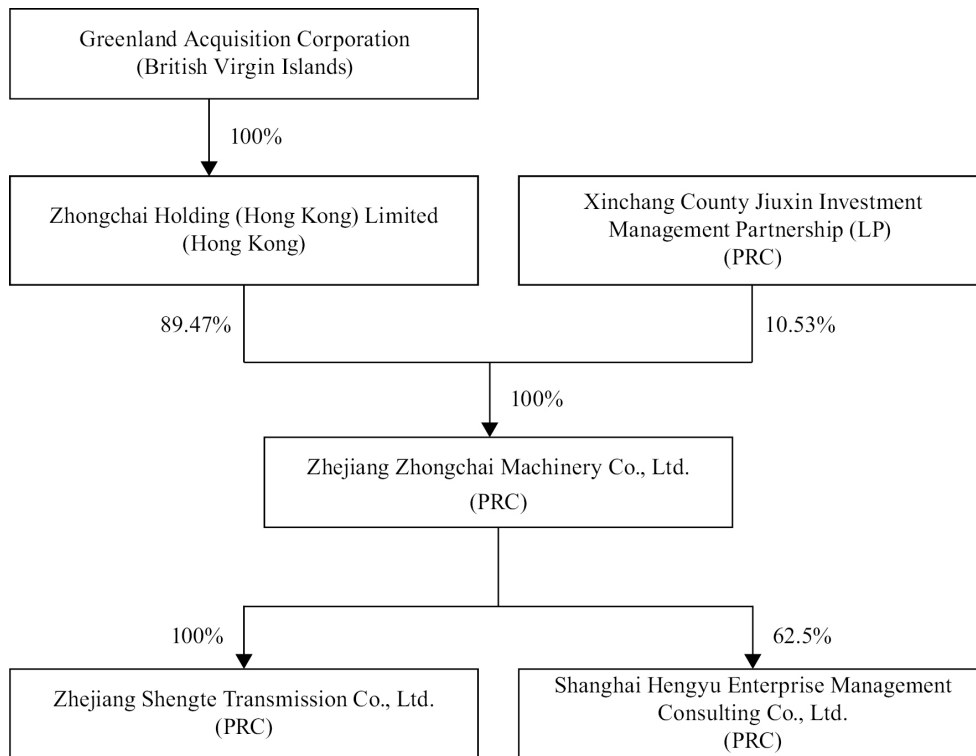 Greenland Acquisition Corporation
(British Virgin Islands)
100%
Zhongchai Holding (Hong Kong) Limited
(Hong Kong)
Xinchang County Jiuxin Investment
Management Partnership (LP)
(PRC)
89.47%
10.53%
100%
Zhejiang Zhongchai Machinery Co., Ltd.
(PRC)
100%
62.5%
Zhejiang Shengte Transmission Co., Ltd.
(PRC)
Shanghai Hengyu Enterprise Management
Consulting Co., Ltd.
(PRC)